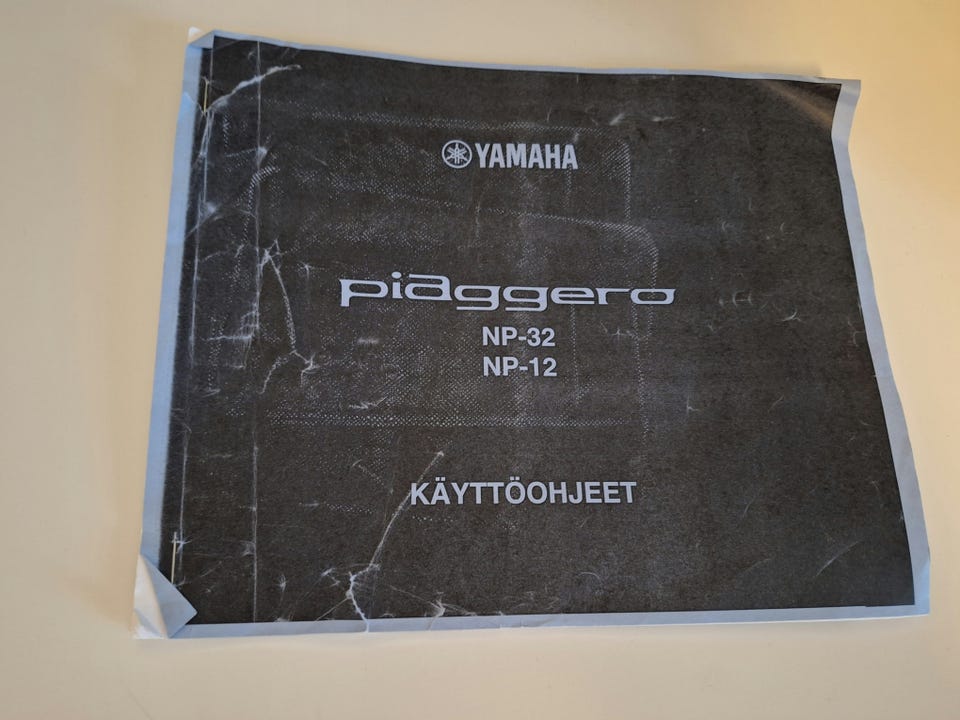 YAMAHA
piaggero
NP-32
NP-12
KÄYTTÖOHJEET